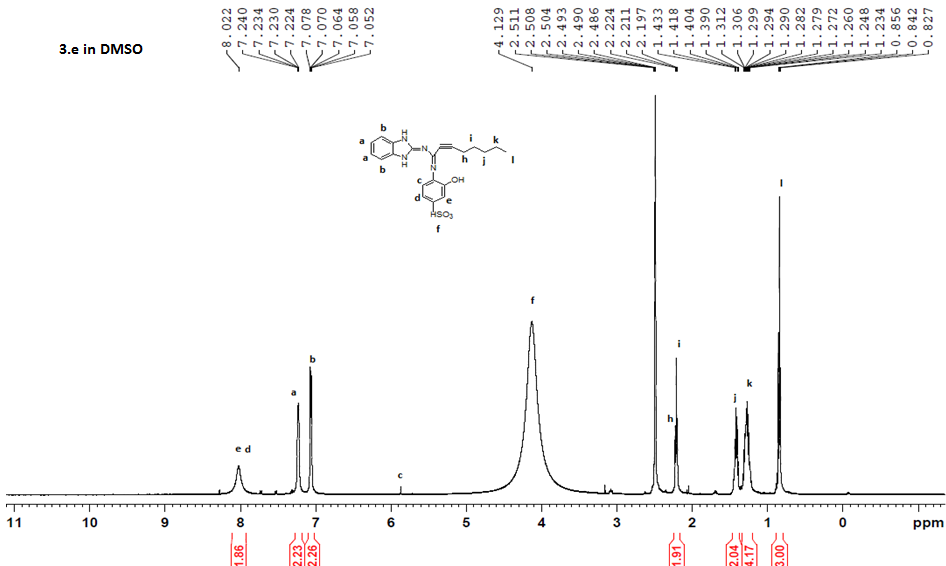 3.e in DMSO
8.022
7.240
7.234
7.230
7.224
7.078
7.070
7.064
7.058
7.052
4.129
2.511
2.508
2.504
2.493
2.490
2.486
2.224
2.211
2.197
1.433
1.418
1.404
1.390
1.312
1.306
1.299
1.294
1.290
1.282
1.279
1.272
1.260
1.248
1.234
0.856
0.842
0.827
b H
a N i k
N N
a N h j l
b H N
c OH
d e
HSO3
f
l
f
i
b
a j k
h
e d
c
11 10 9 8 7 6 5 4 3 2 1 0 ppm
1.86 2.23 2.26 1.91 2.04 4.17 3.00